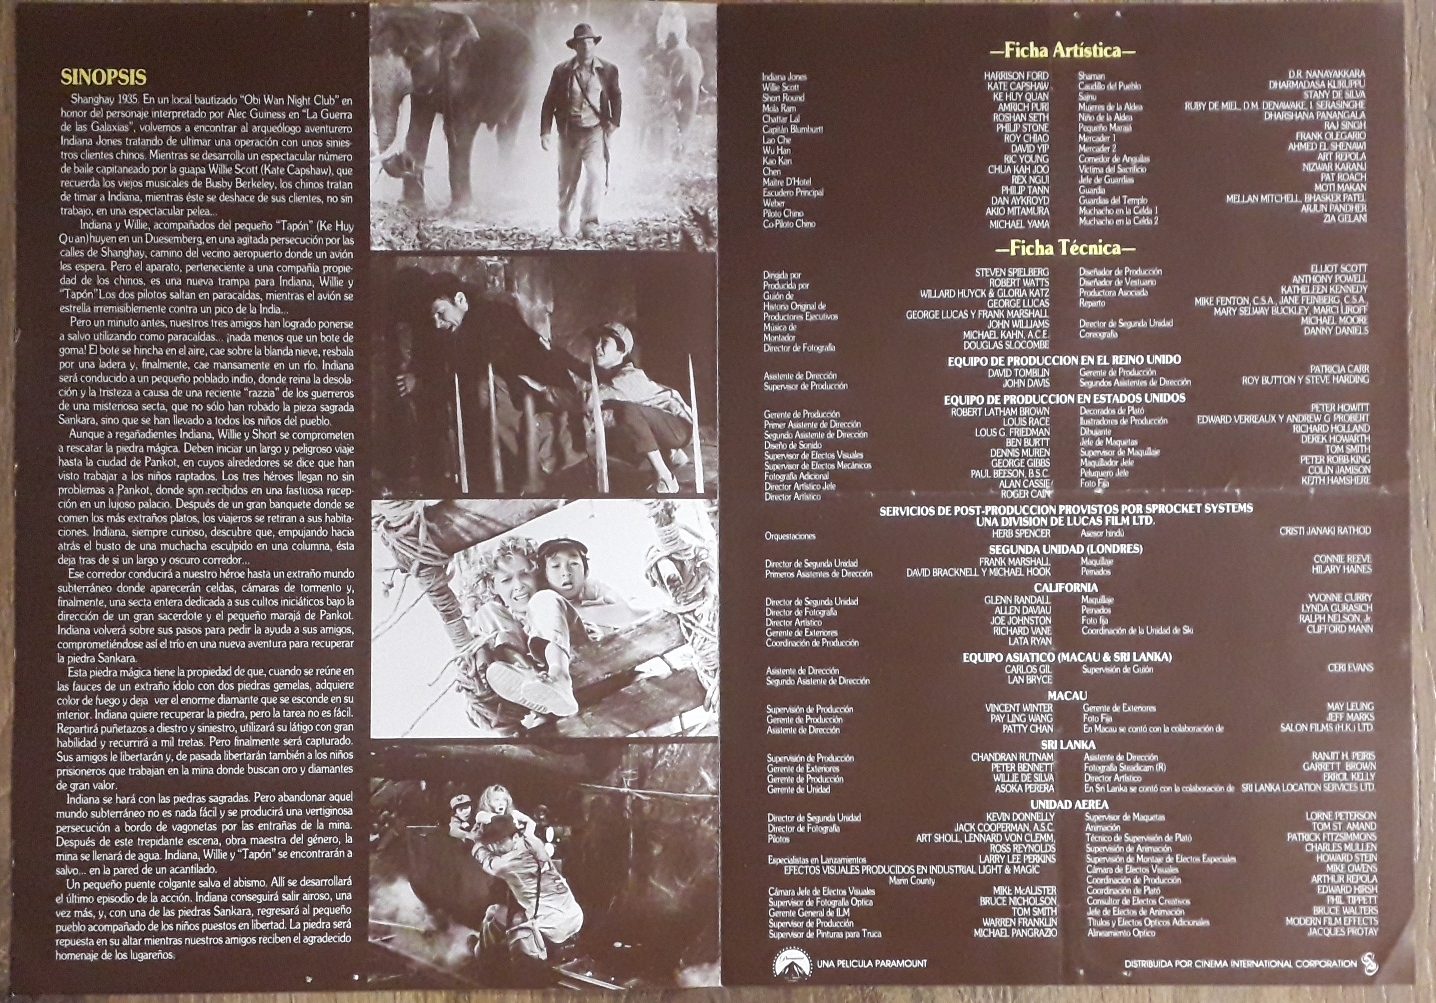 SINOPSIS
Shanghay 1935. En un local bautizado “Obi Wan Night Club” en
honor del personaje interpretado por Alec Guiness en “La Guerra
de las Galaxias”, volvemos a encontrar al arqueólogo aventurero
Indiana Jones tratando de ultimar una operación con unos sinies-
tros clientes chinos. Mientras se desarrolla un espectacular número
de baile capitaneado por la guapa Willie Scott (Kate Capshaw), que
recuerda los viejos musicales de Busby Berkeley, los chinos tratan
de timar a Indiana, mientras éste se deshace de sus clientes, no sin
trabajo, en una espectacular pelea...
Indiana y Willie, acompañados del pequeño “Tapón” (Ke Huy
Quan)huyen en un Duesemberg, en una agitada persecución por las
calles de Shanghay, camino del vecino aeropuerto donde un avión
les espera. Pero el aparato, perteneciente a una compañía propie-
dad de los chinos, es una nueva trampa para Indiana, Willie y
“Tapón”Los dos pilotos saltan en paracaídas, mientras el avión se
estrella irremisiblemente contra un pico de la India...
Pero un minuto antes, nuestros tres amigos han logrado ponerse
a salvo utilizando como paracaídas... ¡nada menos que un bote de
goma! El bote se hincha en el aire, cae sobre la blanda nieve, resbala
por una ladera y, finalmente, cae mansamente en un río. Indiana
será conducido a un pequeño poblado indio, donde reina la desola-
ción y la tristeza a causa de una reciente “razzia” de los guerreros
de una misteriosa secta, que no sólo han robado la pieza sagrada
Sankara, sino que se han llevado a todos los niños del pueblo.
Aunque a regañadientes Indiana, Willie y Short se comprometen
a rescatar la piedra mágica. Deben iniciar un largo y peligroso viaje
hasta la ciudad de Pankot, en cuyos alrededores se dice que han
visto trabajar a los niños raptados. Los tres héroes llegan no sin
problemas a Pankot, donde son recibidos en una fastuosa recep-
ción en un lujoso palacio. Después de un gran banquete donde se
comen los más extraños platos, los viajeros se retiran a sus habita-
ciones. Indiana, siempre curioso, descubre que, empujando hacia
atrás el busto de una muchacha esculpido en una columna, ésta
deja tras de si un largo y oscuro corredor...
Ese corredor conducirá a nuestro héroe hasta un extraño mundo
subterráneo donde aparecerán celdas, cámaras de tormento y,
finalmente, una secta entera dedicada a sus cultos iniciáticos bajo la
dirección de un gran sacerdote y el pequeño marajá de Pankot.
Indiana volverá sobre sus pasos para pedir la ayuda a sus amigos,
comprometiéndose así el trío en una nueva aventura para recuperar
la piedra Sankara.
Esta piedra mágica tiene la propiedad de que, cuando se reúne en
las fauces de un extraño ídolo con dos piedras gemelas, adquiere
color de fuego y deja ver el enorme diamante que se esconde en su
interior. Indiana quiere recuperar la piedra, pero la tarea no es fácil.
Repartirá puñetazos a diestro y siniestro, utilizará su látigo con gran
habilidad y recurrirá a mil tretas. Pero finalmente será capturado.
Sus amigos le libertarán y, de pasada libertarán también a los niños
prisioneros que trabajan en la mina donde buscan oro y diamantes
de gran valor.
Indiana se hará con las piedras sagradas. Pero abandonar aquel
mundo subterráneo no es nada fácil y se producirá una vertiginosa
persecución a bordo de vagonetas por las entrañas de la mina.
Después de este trepidante escena, obra maestra del género, la
mina se llenará de agua. Indiana, Willie y “Tapón” se encontrarán a
salvo... en la pared de un acantilado.
Un pequeño puente colgante salva el abismo. Allí se desarrollará
el último episodio de la acción. Indiana conseguirá salir airoso, una
vez más, y, con una de las piedras Sankara, regresará al pequeño
pueblo acompañado de los niños puestos en libertad. La piedra será
repuesta en su altar mientras nuestros amigos reciben el agradecido
homenaje de los lugareños.
—Ficha Artística—
Indiana Jones HARRISON FORD
Willie Scott KATE CAPSHAW
Short Round KE HUY QUAN
Mola Ram AMRICH PURI
Chattar Lal ROSHAN SETH
Capitán Blumburtt PHILIP STONE
Lao Che ROY CHIAO
Wu Han DAVID YIP
Kao Kan RIC YOUNG
Chen CHUA KAH JOO
Maitre D'Hotel REX NGUI
Escudero Principal PHILIP TANN
Weber DAN AYKROYD
Piloto Chino AKIO MITAMURA
Co-Piloto Chino MICHAEL YAMA
Shaman D.R. NANAYAKKARA
Caudillo del Pueblo DHARMADASA KURUPPU
Sajnu STANY DE SILVA
Mujeres de la Aldea RUBY DE MEL, D.M. DENAWAKE, I. SERASINGHE
Niño de la Aldea DHARSHANA PANANGALA
Pequeño Marajá RAJ SINGH
Mercader 1 FRANK OLEGARIO
Mercader 2 AHMED EL SHENAWI
Comedor de Anguilas ART REPOLA
Víctima del Sacrificio NIZWAR KARANJ
Jefe de Guardias PAT ROACH
Guardia MOTI MAKAN
Guardias del Templo MELLAN MITCHELL, BHASKER PATEL
Muchacho en la Celda 1 ARJUN PANDHER
Muchacho en la Celda 2 ZIA GELANI
—Ficha Técnica—
Dirigida por STEVEN SPIELBERG
Producida por ROBERT WATTS
Guión de WILLARD HUYCK & GLORIA KATZ
Historia Original de GEORGE LUCAS
Productores Ejecutivos GEORGE LUCAS Y FRANK MARSHALL
Música de JOHN WILLIAMS
Montador MICHAEL KAHN, A.C.E.
Director de Fotografía DOUGLAS SLOCOMBE
Diseñador de Producción ELLIOT SCOTT
Diseñador de Vestuario ANTHONY POWELL
Productora Asociada KATHLEEN KENNEDY
Reparto MIKE FENTON, C.S.A., JANE FEINBERG, C.S.A.,
MARY SELWAY BUCKLEY, MARCI LIROFF
Director de Segunda Unidad MICHAEL MOORE
Coreografía DANNY DANIELS
EQUIPO DE PRODUCCION EN EL REINO UNIDO
Asistente de Dirección DAVID TOMBLIN
Supervisor de Producción JOHN DAVIS
Gerente de Producción PATRICIA CARR
Segundos Asistentes de Dirección ROY BUTTON Y STEVE HARDING
EQUIPO DE PRODUCCION EN ESTADOS UNIDOS
Gerente de Producción ROBERT LATHAM BROWN
Primer Asistente de Dirección LOUIS RACE
Segundo Asistente de Dirección LOUS G. FRIEDMAN
Diseño de Sonido BEN BURTT
Supervisor de Efectos Visuales DENNIS MUREN
Supervisor de Efectos Mecánicos GEORGE GIBBS
Fotografía Adicional PAUL BEESON, B.S.C.
Director Artístico Jefe ALAN CASSIE
Director Artístico ROGER CAIN
Decorados de Plató PETER HOWITT
Ilustradores de Producción EDWARD VERREAUX Y ANDREW G. PROBERT
Dibujante RICHARD HOLLAND
Jefe de Maquetas DEREK HOWARTH
Supervisor de Maquillaje TOM SMITH
Maquillador Jefe PETER ROBB-KING
Peluquero Jefe COLIN JAMISON
Foto Fija KEITH HAMSHERE
SERVICIOS DE POST-PRODUCCION PROVISTOS POR SPROCKET SYSTEMS
UNA DIVISION DE LUCAS FILM LTD.
Orquestaciones HERB SPENCER
Asesor hindú CRISTI JANAKI RATHOD
SEGUNDA UNIDAD (LONDRES)
Director de Segunda Unidad FRANK MARSHALL
Primeros Asistentes de Dirección DAVID BRACKNELL Y MICHAEL HOOK
Maquillaje CONNIE REEVE
Peinados HILARY HAINES
CALIFORNIA
Director de Segunda Unidad GLENN RANDALL
Director de Fotografía ALLEN DAVIAU
Director Artístico JOE JOHNSTON
Gerente de Exteriores RICHARD VANE
Coordinación de Producción LATA RYAN
Maquillaje YVONNE CURRY
Peinados LYNDA GURASICH
Foto fija RALPH NELSON, Jr.
Coordinación de la Unidad de Ski CLIFFORD MANN
EQUIPO ASIATICO (MACAU & SRI LANKA)
Asistente de Dirección CARLOS GIL
Segundo Asistente de Dirección LAN BRYCE
Supervisión de Guión CERI EVANS
MACAU
Supervisión de Producción VINCENT WINTER
Gerente de Producción PAY LING WANG
Asistente de Dirección PATTY CHAN
Gerente de Exteriores MAY LEUNG
Foto Fija JEFF MARKS
En Macau se contó con la colaboración de SALON FILMS (H.K.) LTD.
SRI LANKA
Supervisión de Producción CHANDRAN RUTNAM
Gerente de Exteriores PETER BENNETT
Gerente de Producción WILLIE DE SILVA
Gerente de Unidad ASOKA PERERA
Asistente de Dirección RANJIT H. PEIRIS
Fotografía Steadicam (R) GARRETT BROWN
Director Artístico ERROL KELLY
En Sri Lanka se contó con la colaboración de SRI LANKA LOCATION SERVICES LTD.
UNIDAD AEREA
Director de Segunda Unidad KEVIN DONNELLY
Director de Fotografía JACK COOPERMAN, A.S.C.
Pilotos ART SHOLL, LENNARD VON CLEMM,
ROSS REYNOLDS
Especialistas en Lanzamientos LARRY LEE PERKINS
EFECTOS VISUALES PRODUCIDOS EN INDUSTRIAL LIGHT & MAGIC
Marin County
Cámara Jefe de Efectos Visuales MIKE McALISTER
Supervisor de Fotografía Optica BRUCE NICHOLSON
Gerente General de ILM TOM SMITH
Supervisor de Producción WARREN FRANKLIN
Supervisor de Pinturas para Truca MICHAEL PANGRAZIO
Supervisor de Maquetas LORNE PETERSON
Animación TOM ST. AMAND
Técnico de Supervisión de Plató PATRICK FITZSIMMONS
Supervisión de Animación CHARLES MULLEN
Supervisión de Montaje de Efectos Especiales HOWARD STEIN
Cámara de Efectos Visuales MIKE OWENS
Coordinación de Producción ARTHUR REPOLA
Coordinación de Plató EDWARD HIRSH
Consultor de Efectos Creativos PHIL TIPPETT
Jefe de Efectos de Animación BRUCE WALTERS
Títulos y Efectos Opticos Adicionales MODERN FILM EFFECTS
Alineamiento Optico JACQUES PROTAY
Paramount
UNA PELICULA PARAMOUNT
DISTRIBUIDA POR CINEMA INTERNATIONAL CORPORATION